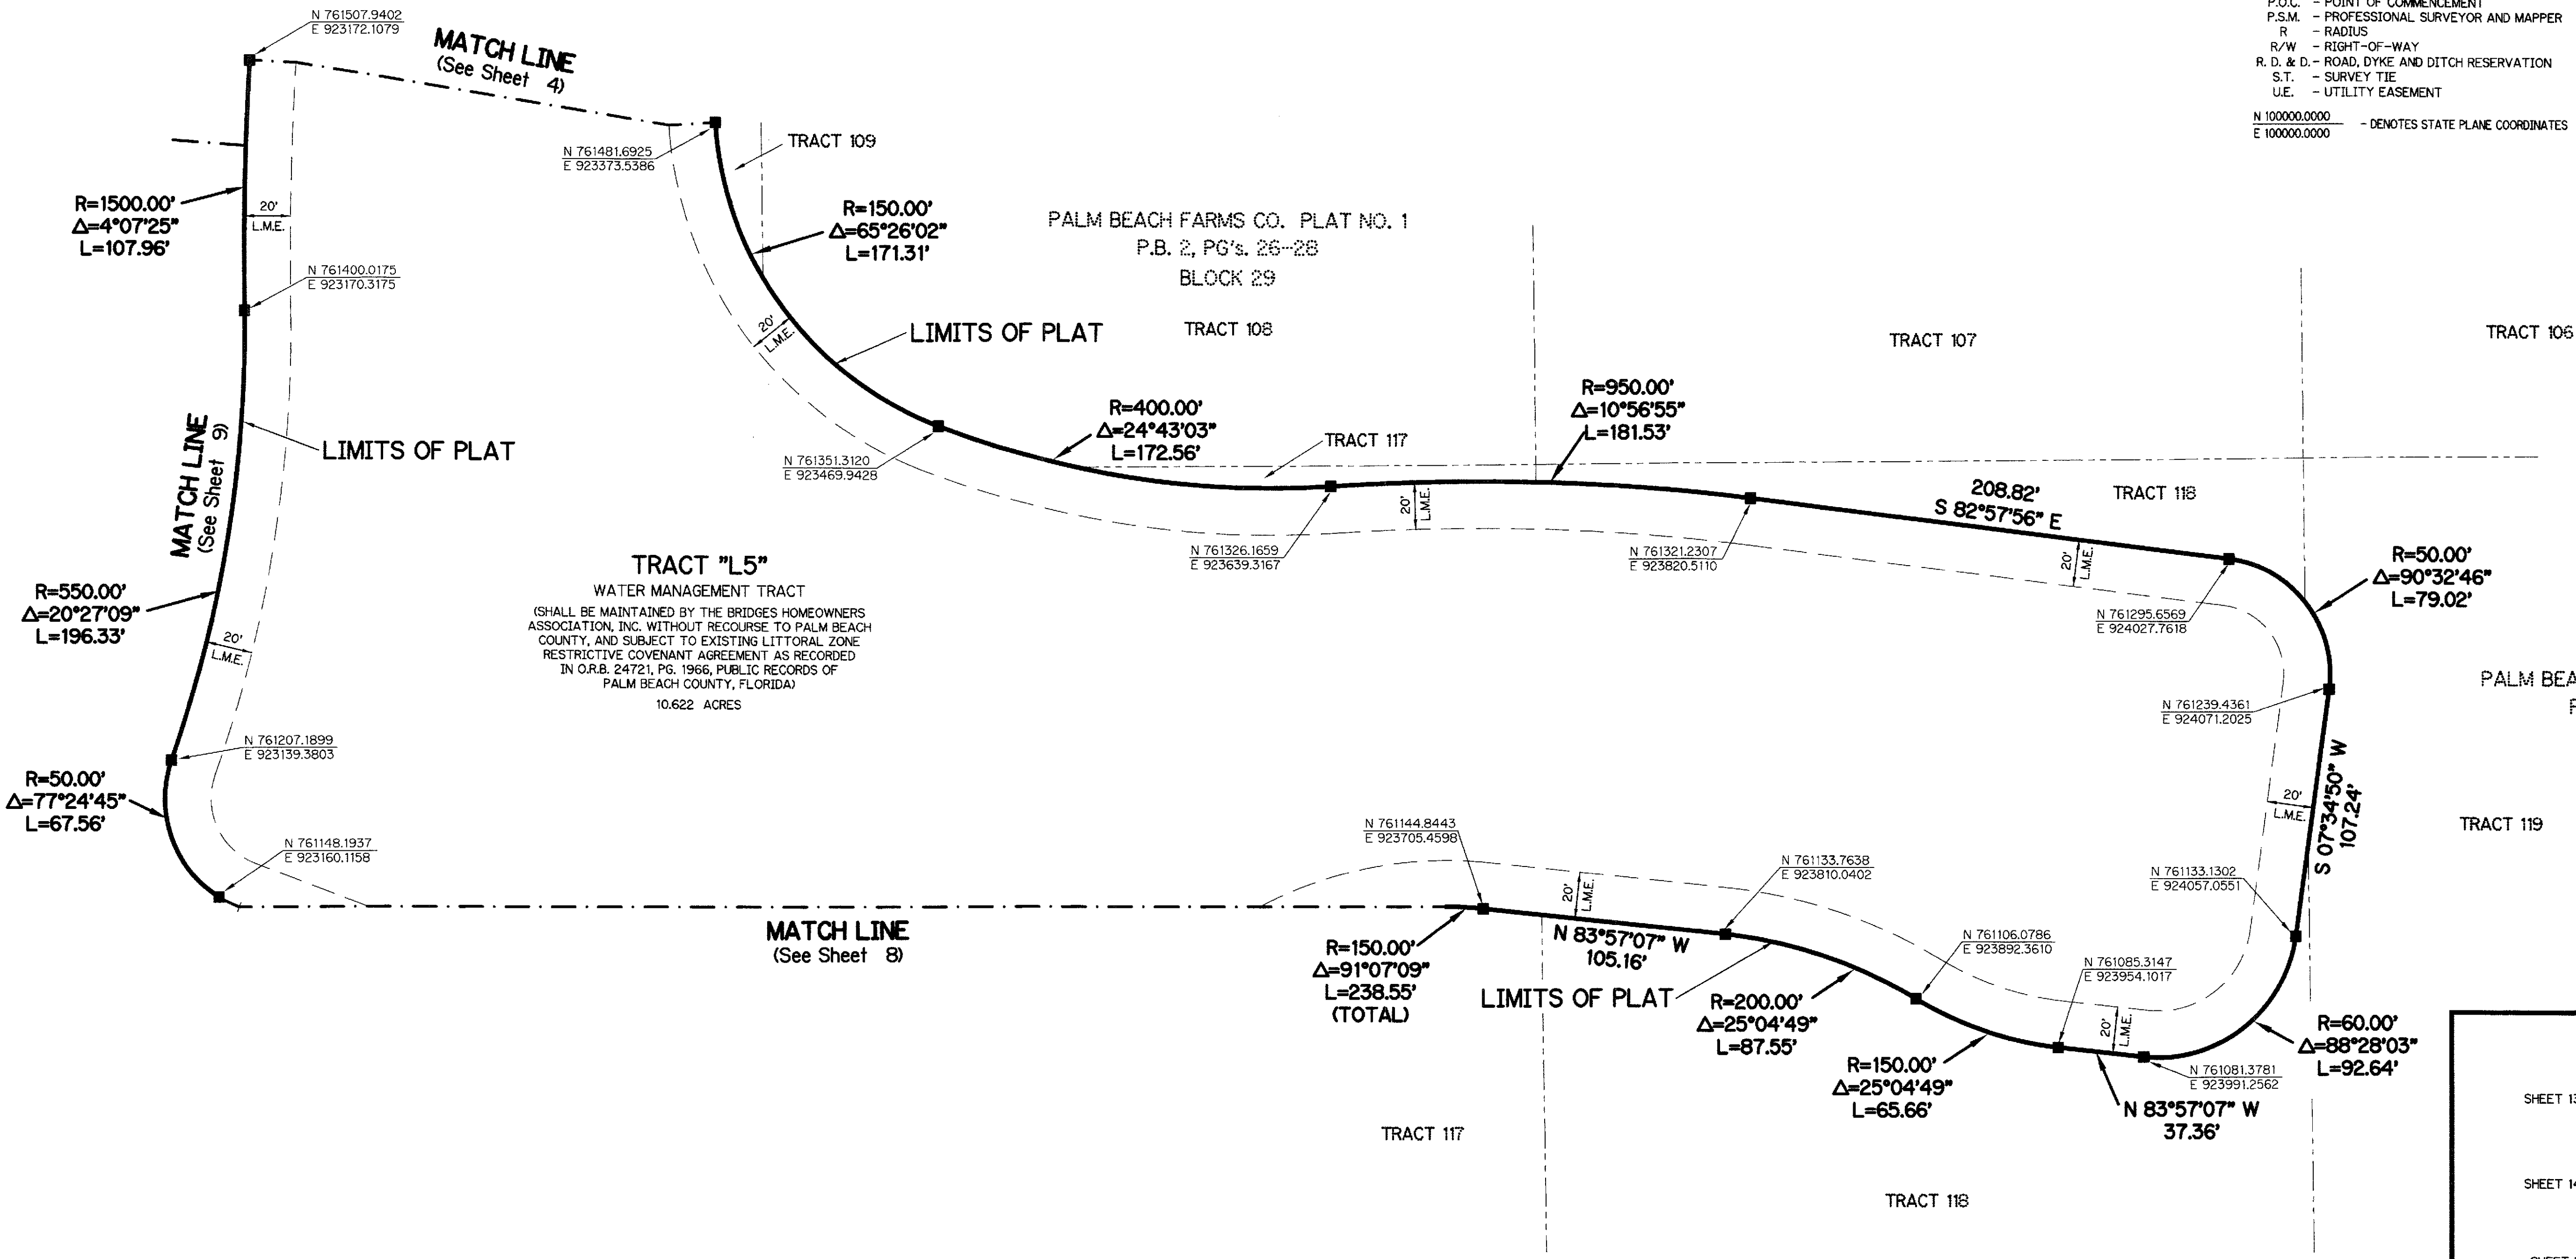 P.O.C. - POINT OF COMMENCEMENT
P.S.M. - PROFESSIONAL SURVEYOR AND MAPPER
R - RADIUS
R/W - RIGHT-OF-WAY
R. D. & D. - ROAD, DYKE AND DITCH RESERVATION
S.T. - SURVEY TIE
U.E. - UTILITY EASEMENT
N 100000.0000
E 100000.0000
- DENOTES STATE PLANE COORDINATES
N 761507.9402
E 923172.1079
MATCH LINE
(See Sheet 4)
N 761481.6925
E 923373.5386
TRACT 109
R=1500.00'
Δ=4°07'25"
L=107.96'
20'
L.M.E.
R=150.00'
Δ=65°26'02"
L=171.31'
PALM BEACH FARMS CO. PLAT NO. 1
P.B. 2, PG's. 26--28
BLOCK 29
N 761400.0175
E 923170.3175
20'
L.M.E.
LIMITS OF PLAT
TRACT 108
TRACT 107
TRACT 106
MATCH LINE
(See Sheet 9)
LIMITS OF PLAT
R=400.00'
Δ=24°43'03"
L=172.56'
TRACT 117
R=950.00'
Δ=10°56'55"
L=181.53'
N 761351.3120
E 923469.9428
20'
L.M.E.
208.82'
S 82°57'56" E
TRACT 118
N 761326.1659
E 923639.3167
N 761321.2307
E 923820.5110
20'
L.M.E.
R=50.00'
Δ=90°32'46"
L=79.02'
N 761295.6569
E 924027.7618
R=550.00'
Δ=20°27'09"
L=196.33'
20'
L.M.E.
TRACT "L5"
WATER MANAGEMENT TRACT
(SHALL BE MAINTAINED BY THE BRIDGES HOMEOWNERS
ASSOCIATION, INC. WITHOUT RECOURSE TO PALM BEACH
COUNTY, AND SUBJECT TO EXISTING LITTORAL ZONE
RESTRICTIVE COVENANT AGREEMENT AS RECORDED
IN O.R.B. 24721, PG. 1966, PUBLIC RECORDS OF
PALM BEACH COUNTY, FLORIDA)
10.622 ACRES
PALM BEA
N 761239.4361
E 924071.2025
N 761207.1899
E 923139.3803
R=50.00'
Δ=77°24'45"
L=67.56'
S 07°34'50" W
107.24'
20'
L.M.E.
TRACT 119
N 761148.1937
E 923160.1158
N 761144.8443
E 923705.4598
N 761133.7638
E 923810.0402
N 761133.1302
E 924057.0551
20'
L.M.E.
MATCH LINE
(See Sheet 8)
R=150.00'
Δ=91°07'09"
L=238.55'
(TOTAL)
N 83°57'07" W
105.16'
LIMITS OF PLAT
N 761106.0786
E 923892.3610
N 761085.3147
E 923954.1017
R=200.00'
Δ=25°04'49"
L=87.55'
20'
L.M.E.
R=60.00'
Δ=88°28'03"
L=92.64'
R=150.00'
Δ=25°04'49"
L=65.66'
N 761081.3781
E 923991.2562
N 83°57'07" W
37.36'
TRACT 117
TRACT 118
SHEET 13
SHEET 14